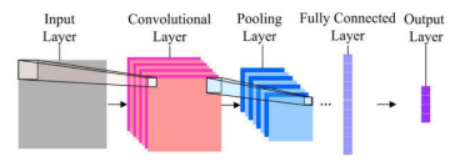 Input
Layer
Convolutional
Layer
Pooling
Layer
Fully Connected
Layer
Output
Layer
...